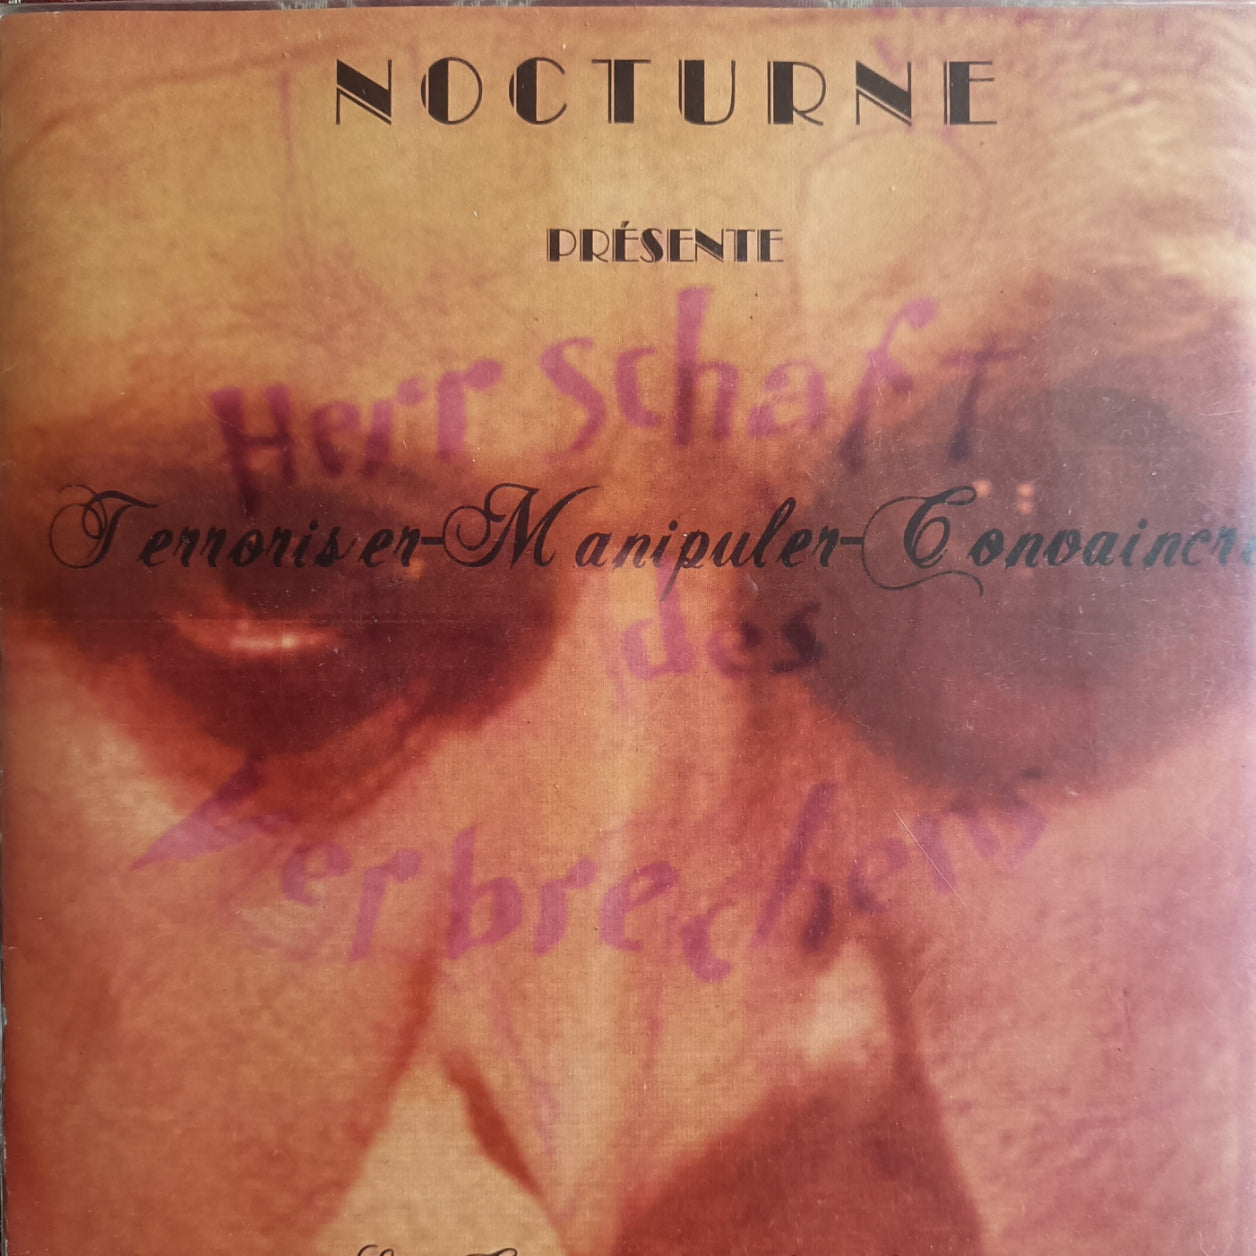 NOCTURNE
PRÉSENTE
Herrschaft
Terroriser-Manipuler-Convaincre
des
Verbrechens